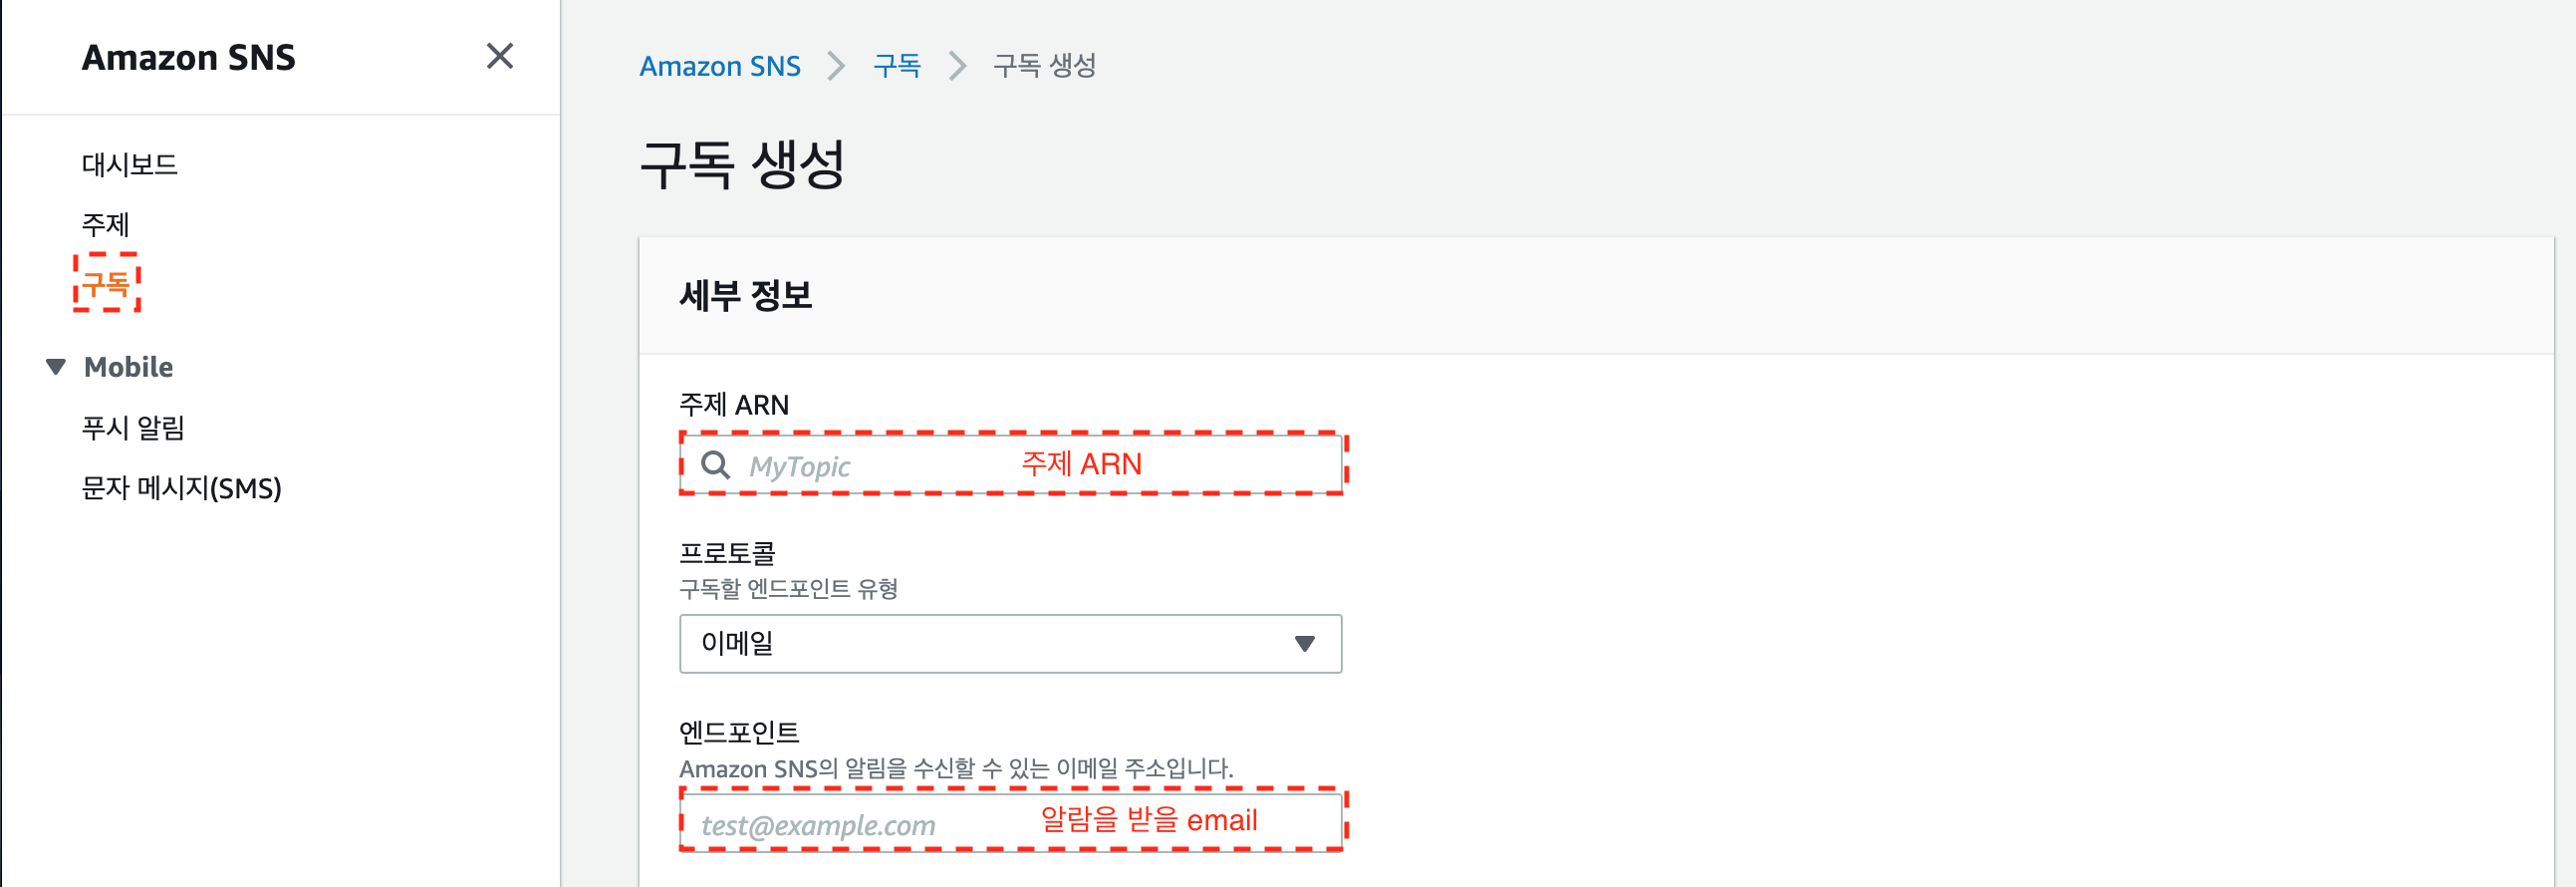 Amazon SNS
대시보드
주제
구독
Mobile
푸시 알림
문자 메시지(SMS)
Amazon SNS > 구독 > 구독 생성
구독 생성
세부 정보
주제 ARN
MyTopic 주제 ARN
프로토콜
구독할 엔드포인트 유형
이메일
엔드포인트
Amazon SNS의 알림을 수신할 수 있는 이메일 주소입니다.
test@example.com 알람을 받을 email